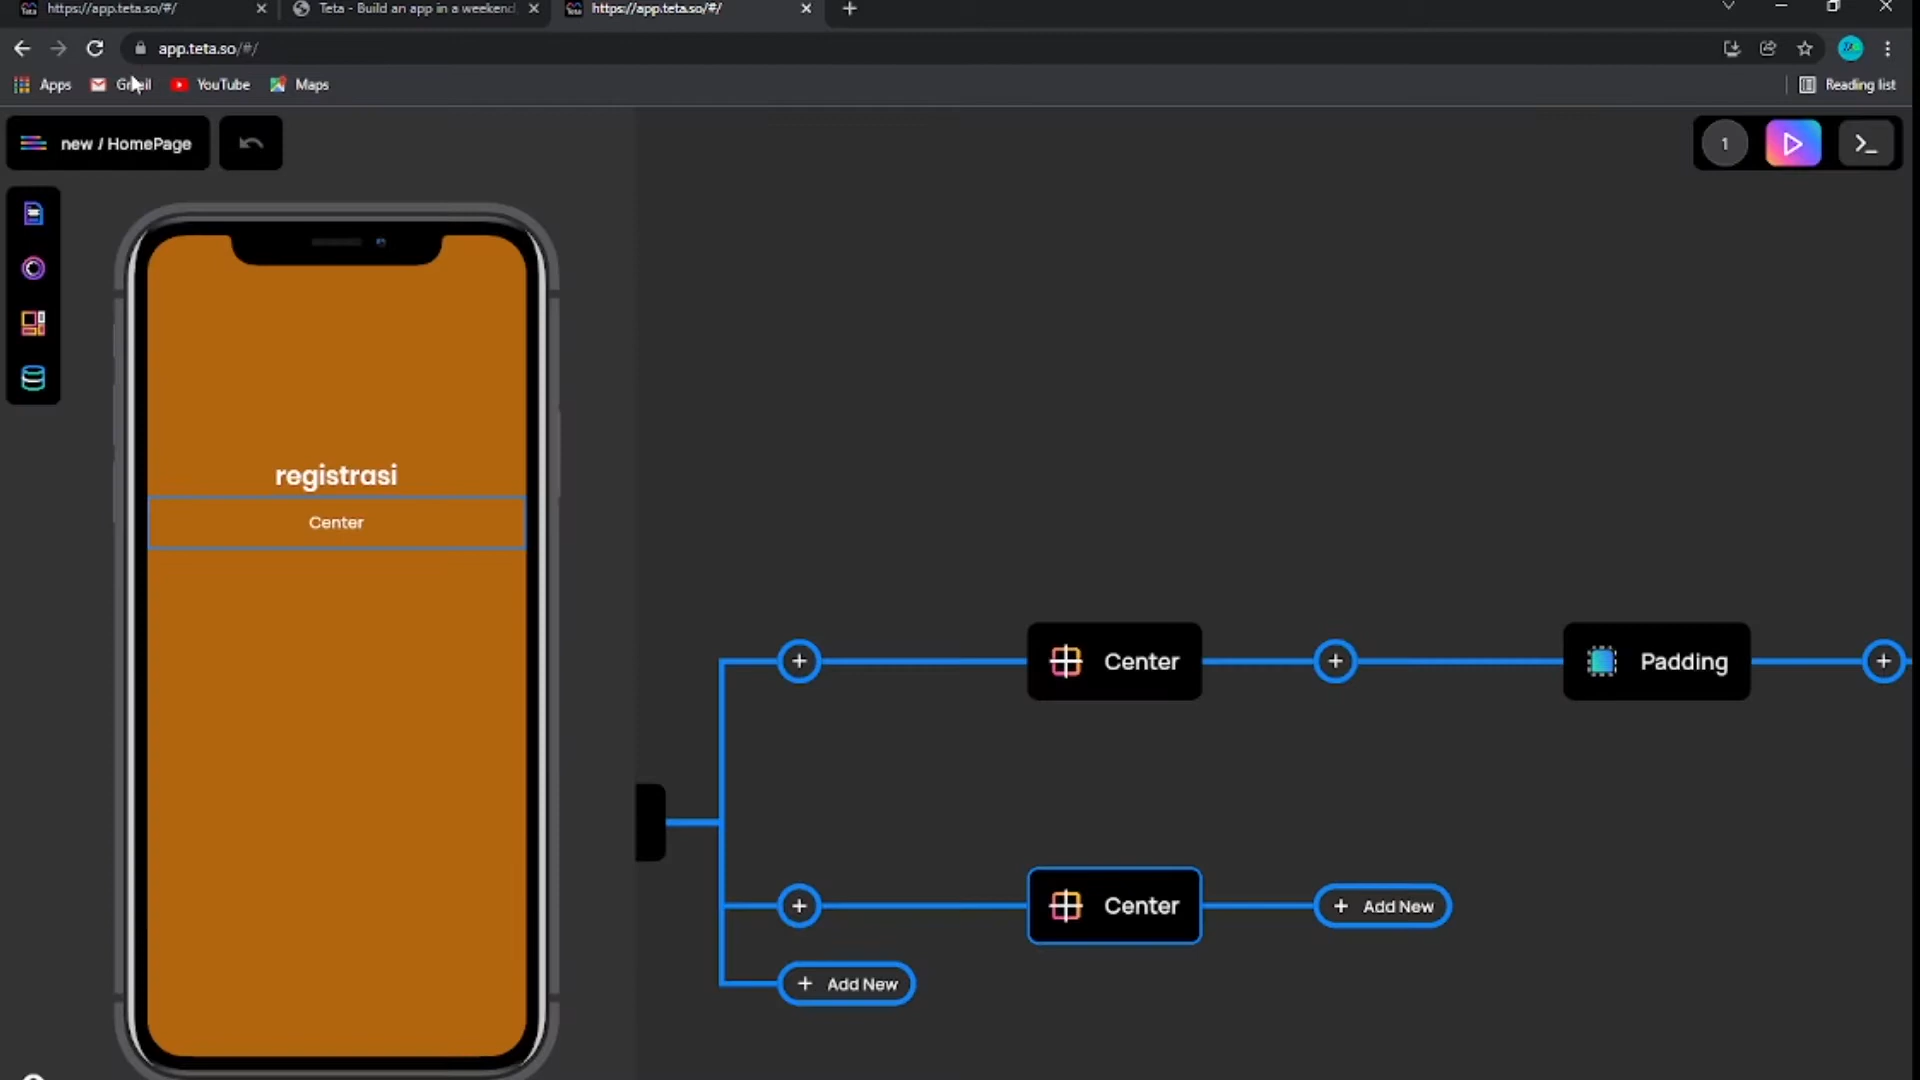 https://app.teta.so/#/
Teta - Build an app in a weekend
https://app.teta.so/#/
app.teta.so/#/
Apps
Gmail
YouTube
Maps
Reading list
new / HomePage
1
registrasi
Center
Center
Padding
Center
+ Add New
+ Add New